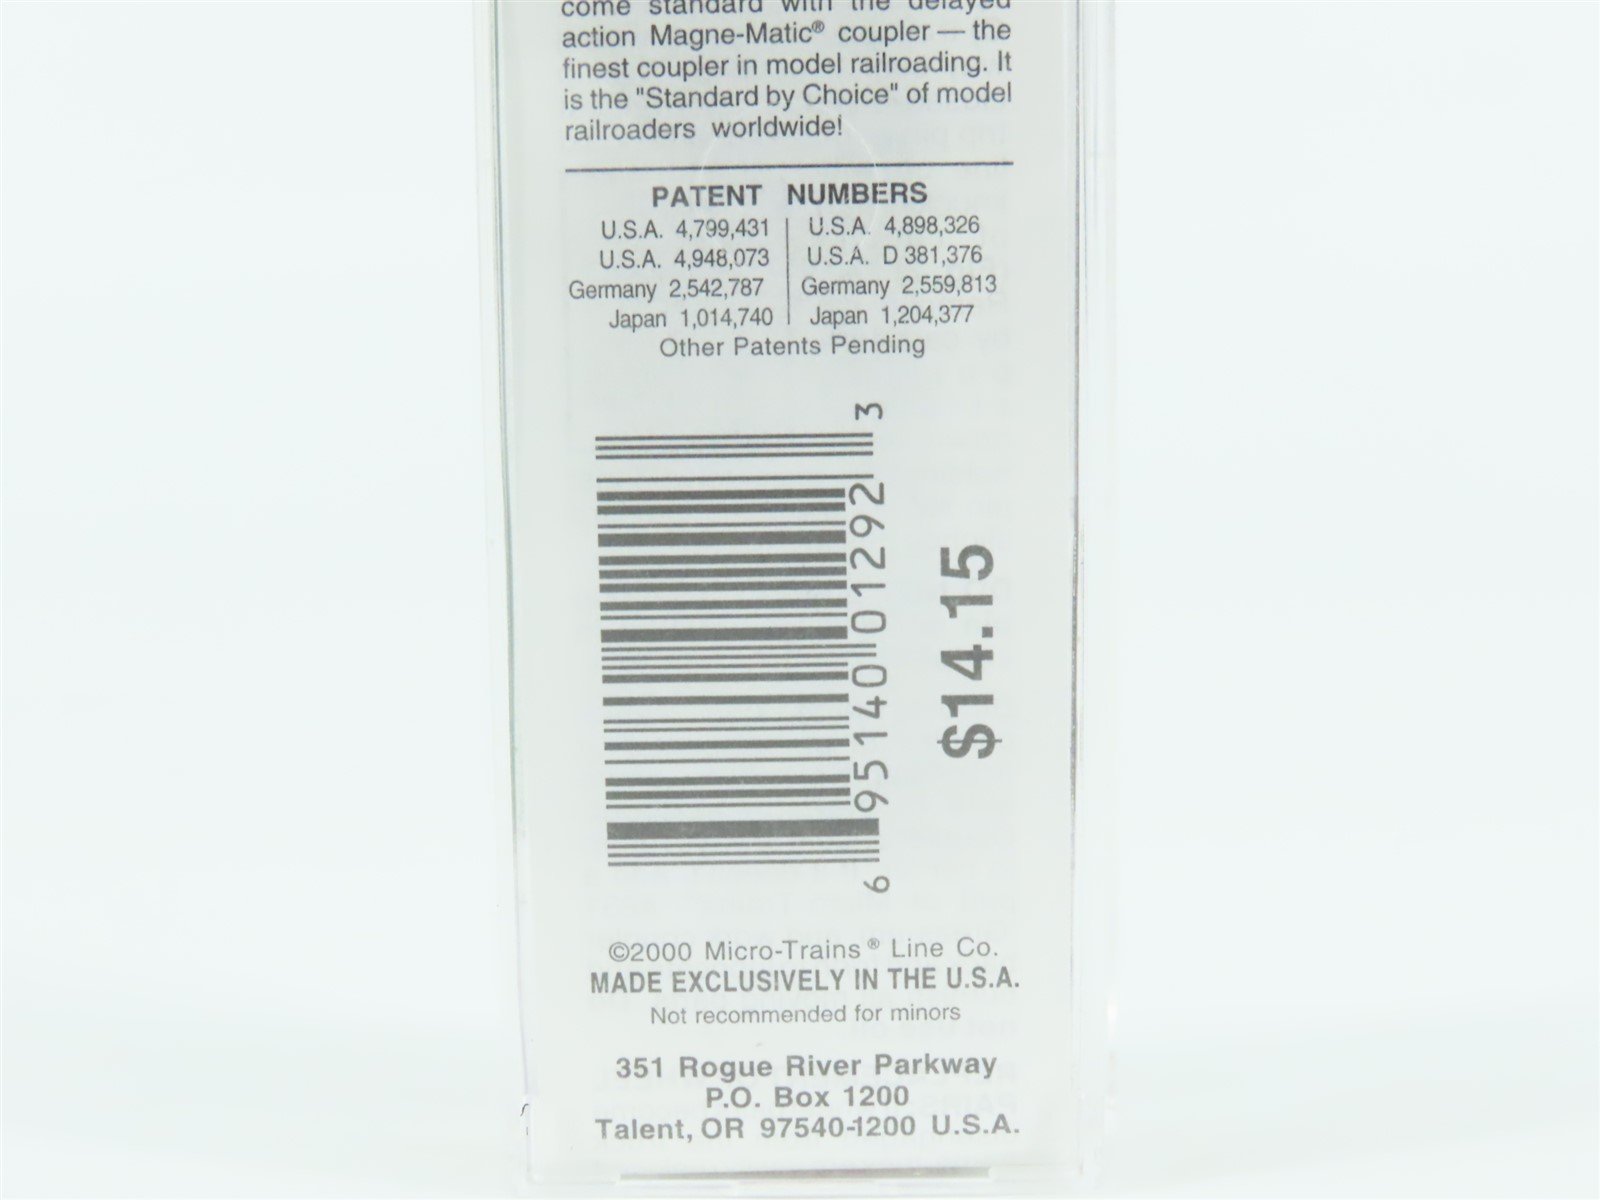 come standard with the delayed
action Magne-Matic® coupler — the
finest coupler in model railroading. It
is the "Standard by Choice" of model
railroaders worldwide!
PATENT NUMBERS
U.S.A. 4,799,431 U.S.A. 4,898,326
U.S.A. 4,948,073 U.S.A. D 381,376
Germany 2,542,787 Germany 2,559,813
Japan 1,014,740 Japan 1,204,377
Other Patents Pending
6 95140 01292 3
$14.15
©2000 Micro-Trains® Line Co.
MADE EXCLUSIVELY IN THE U.S.A.
Not recommended for minors
351 Rogue River Parkway
P.O. Box 1200
Talent, OR 97540-1200 U.S.A.